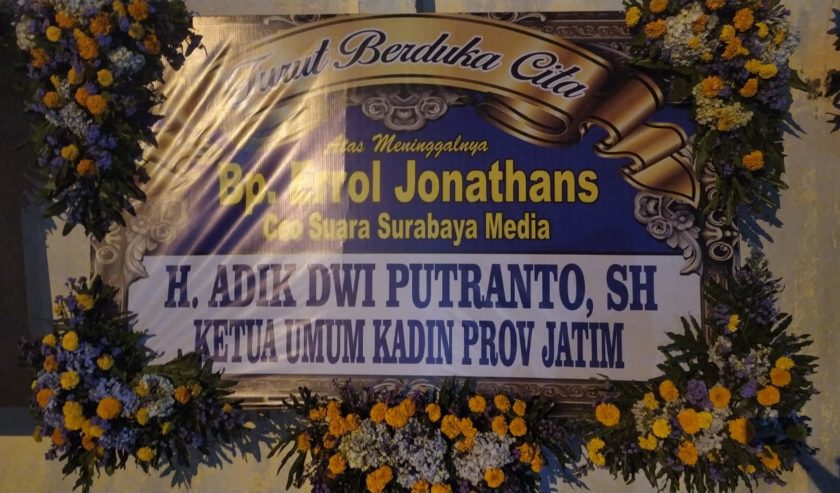 Turut Berduka Cita
Atas Meninggalnya
Bp. Errol Jonathans
Ceo Suara Surabaya Media
H. ADIK DWI PUTRANTO, SH
KETUA UMUM KADIN PROV JATIM